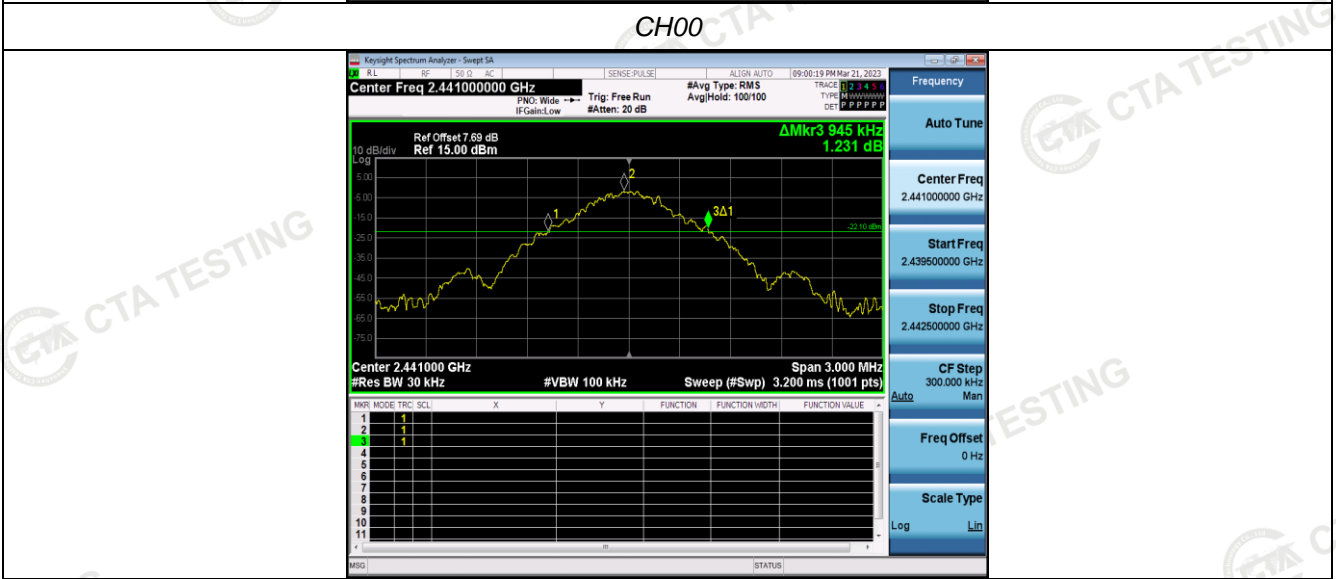 CH00
CTA TESTING
CTA TESTING
Keysight Spectrum Analyzer - Swept SA
RL RF 50 Ω AC SENSE:PULSE ALIGN AUTO 09:00:19 PM Mar 21, 2023
Center Freq 2.441000000 GHz
PNO: Wide
IFGain:Low
Trig: Free Run
#Atten: 20 dB
#Avg Type: RMS
Avg|Hold: 100/100
TRACE 1 2 3 4 5 6
TYPE M W W W W W
DET P P P P P P
Frequency
ΔMkr3 945 kHz
1.231 dB
Ref Offset 7.69 dB
10 dB/div Ref 15.00 dBm
Log
5.00
-5.00
-15.0
-25.0
-35.0
-45.0
-55.0
-65.0
-75.0
1
2
3Δ1
-22.10 dBm
Center 2.441000 GHz Span 3.000 MHz
#Res BW 30 kHz #VBW 100 kHz Sweep (#Swp) 3.200 ms (1001 pts)
MKR MODE TRC SCL X Y FUNCTION FUNCTION WIDTH FUNCTION VALUE
1 1
2 1
3 1
4
5
6
7
8
9
10
11
MSG STATUS
Auto Tune
Center Freq
2.441000000 GHz
Start Freq
2.439500000 GHz
Stop Freq
2.442500000 GHz
CF Step
300.000 kHz
Auto Man
Freq Offset
0 Hz
Scale Type
Log Lin
CTA TESTING
ESTING